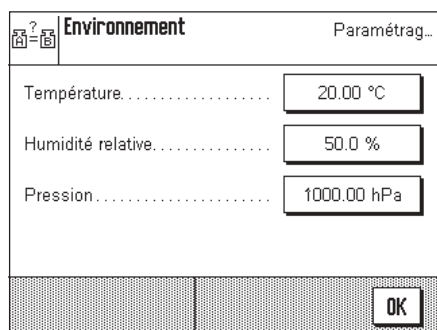 A ? = B
Environnement Paramétrag...
Température................... 20.00 °C
Humidité relative............... 50.0 %
Pression...................... 1000.00 hPa
OK